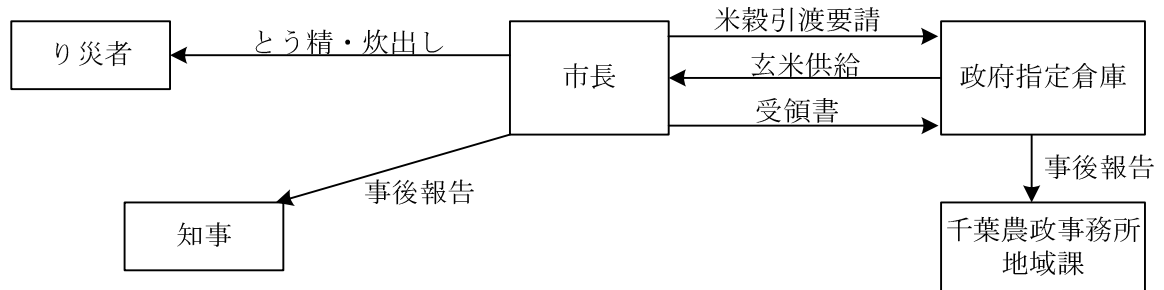 米穀引渡要請
り災者
とう精・炊出し
市長
玄米供給
政府指定倉庫
受領書
事後報告
事後報告
知事
千葉農政事務所
地域課